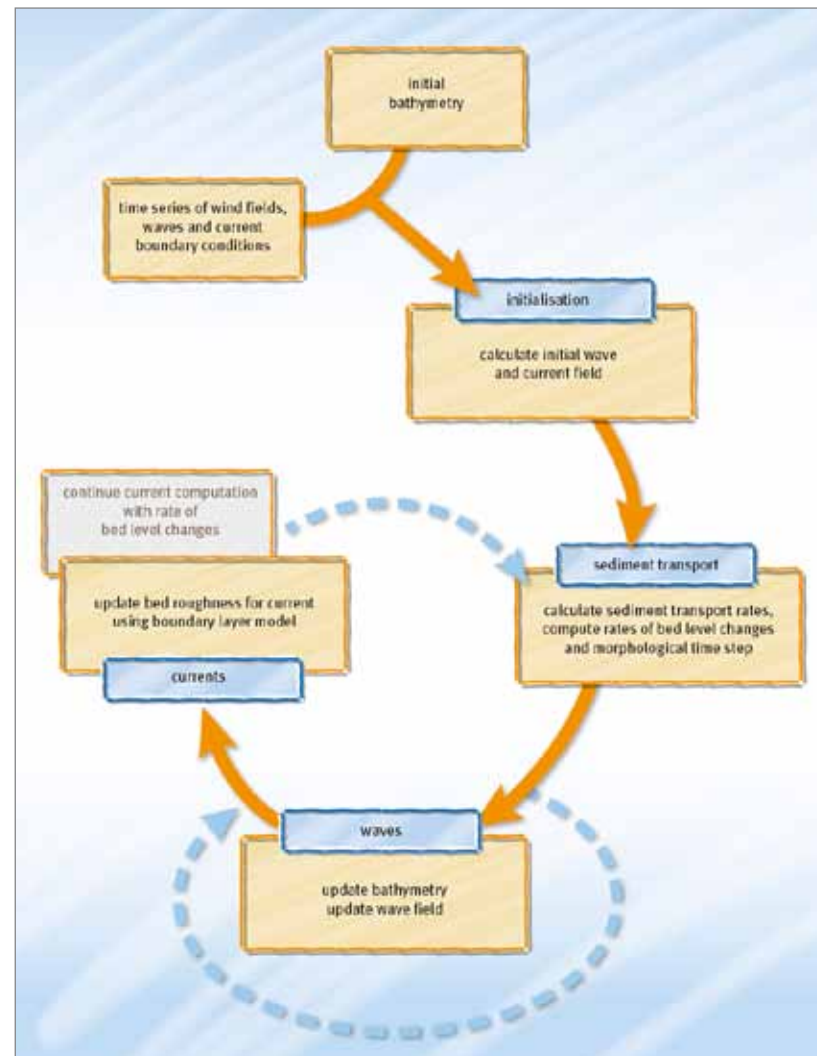 initial
bathymetry
time series of wind fields,
waves and current
boundary conditions
initialisation
calculate initial wave
and current field
continue current computation
with rate of
bed level changes
update bed roughness for current
using boundary layer model
currents
sediment transport
calculate sediment transport rates,
compute rates of bed level changes
and morphological time step
waves
update bathymetry
update wave field